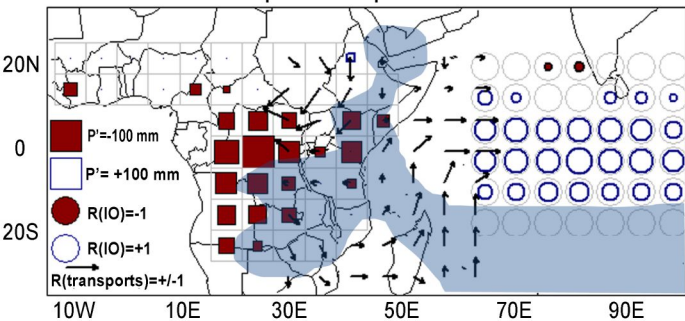 20N
0
20S
P'=-100 mm
P'= +100 mm
R(IO)=-1
R(IO)=+1
R(transports)=+/-1
10W 10E 30E 50E 70E 90E